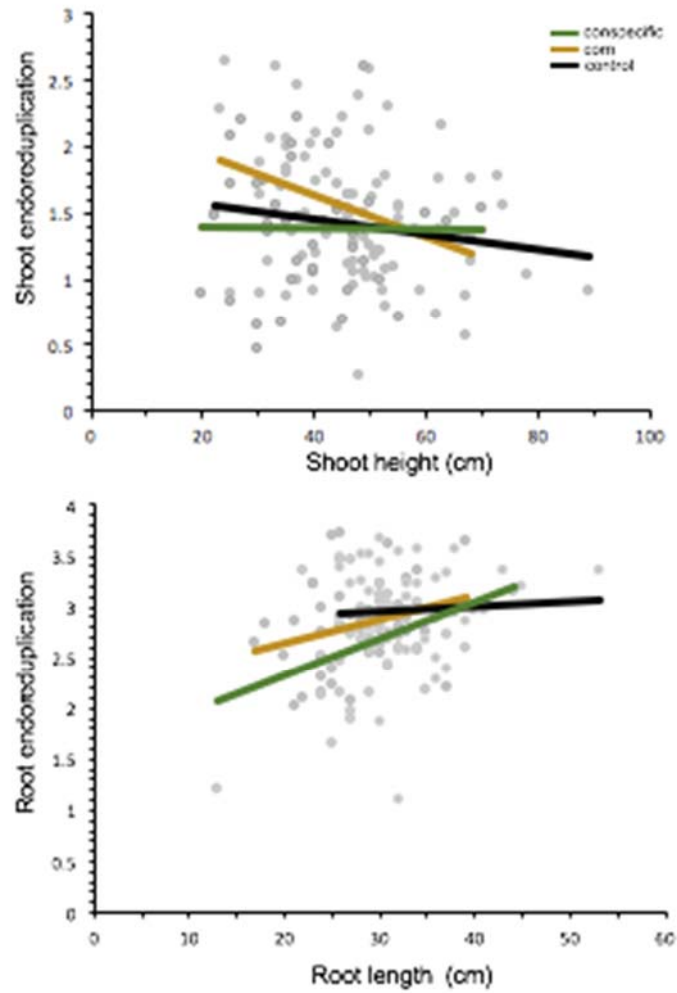 3
conspecific
corn
control
2.5
2
1.5
1
0.5
0
Shoot endoreduplication
0 20 40 60 80 100
Shoot height (cm)
4
3.5
3
2.5
2
1.5
1
0.5
0
Root endoreduplication
0 10 20 30 40 50 60
Root length (cm)